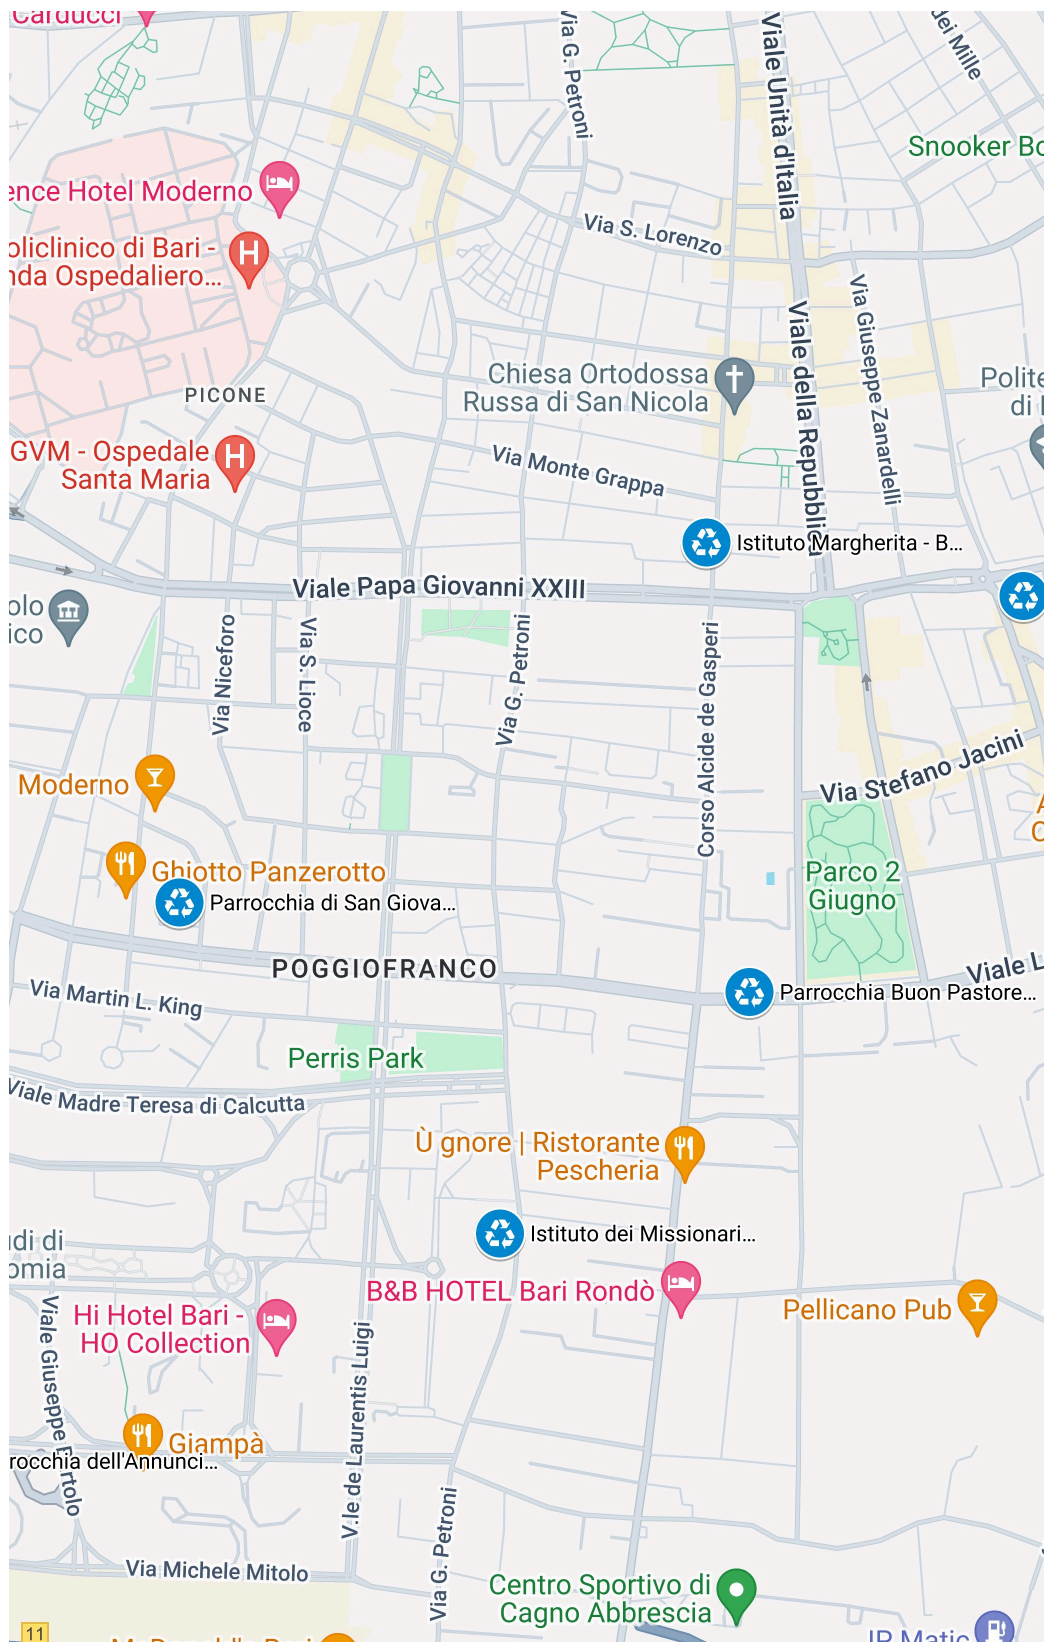 Carducci
Via G. Petroni
Viale Unità d'Italia
dei Mille
Snooker Bo
ence Hotel Moderno
oliclinico di Bari -
nda Ospedaliero...
Via S. Lorenzo
Via Giuseppe Zanardelli
Viale della Repubblica
Chiesa Ortodossa
Russa di San Nicola
Polite
di
PICONE
GVM - Ospedale
Santa Maria
Via Monte Grappa
Istituto Margherita - B...
Viale Papa Giovanni XXIII
olo
ico
Via Niceforo
Via S. Lioce
Via G. Petroni
Corso Alcide de Gasperi
Via Stefano Jacini
Moderno
Ghiotto Panzerotto
Parrocchia di San Giova...
Parco 2
Giugno
POGGIOFRANCO
Viale L
Via Martin L. King
Parrocchia Buon Pastore...
Perris Park
Viale Madre Teresa di Calcutta
Ù gnore | Ristorante
Pescheria
Istituto dei Missionari...
udi di
omia
B&B HOTEL Bari Rondò
Hi Hotel Bari -
HO Collection
Pellicano Pub
Viale Giuseppe Bartolo
V.le de Laurentis Luigi
Giampà
rocchia dell'Annunci...
Via G. Petroni
Via Michele Mitolo
Centro Sportivo di
Cagno Abbrescia
11
IP Matic